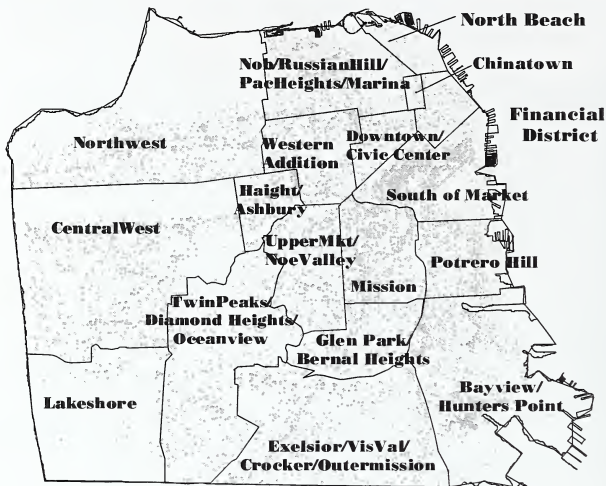 North Beach
Nob/RussianHill/
PacHeights/Marina
Chinatown
Financial
District
Northwest
Western
Addition
Downtown/
Civic Center
Haight/
Ashbury
South of Market
CentralWest
UpperMkt/
NoeValley
Potrero Hill
Mission
TwinPeaks/
Diamond Heights/
Oceanview
Glen Park/
Bernal Heights
Lakeshore
Bayview/
Hunters Point
Exelsior/VisVal/
Crocker/Outermission